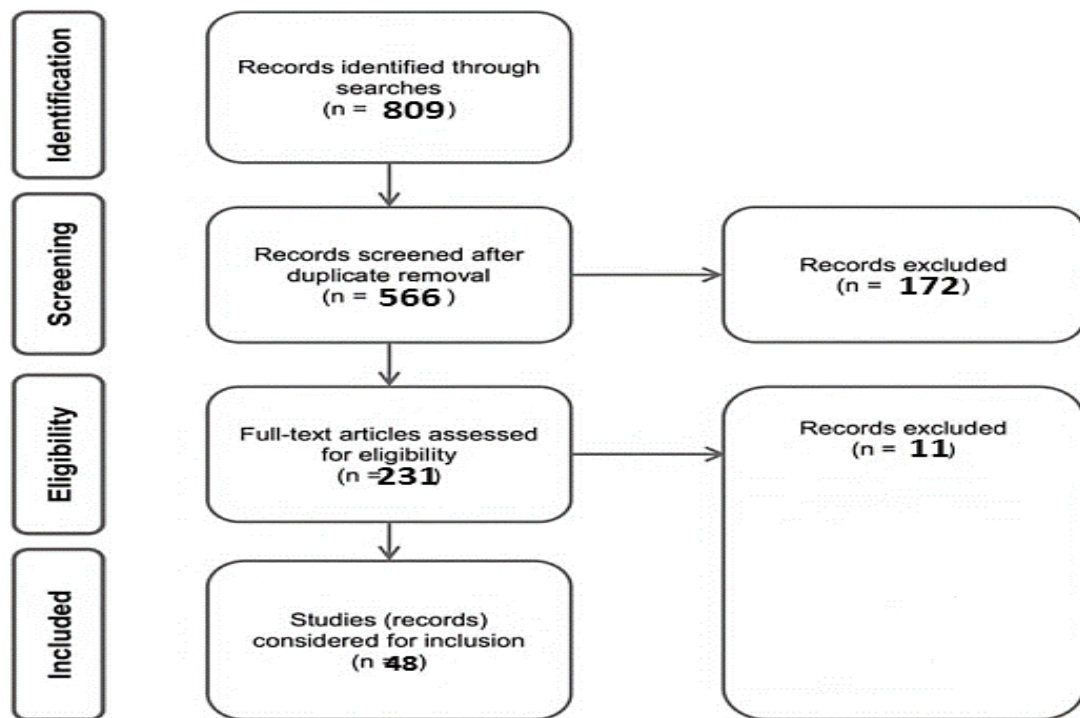 Identification
Records identified through
searches
(n = 809)
Screening
Records screened after
duplicate removal
(n = 566 )
Records excluded
(n = 172)
Eligibility
Full-text articles assessed
for eligibility
(n =231)
Records excluded
(n = 11)
Included
Studies (records)
considered for inclusion
(n =48)